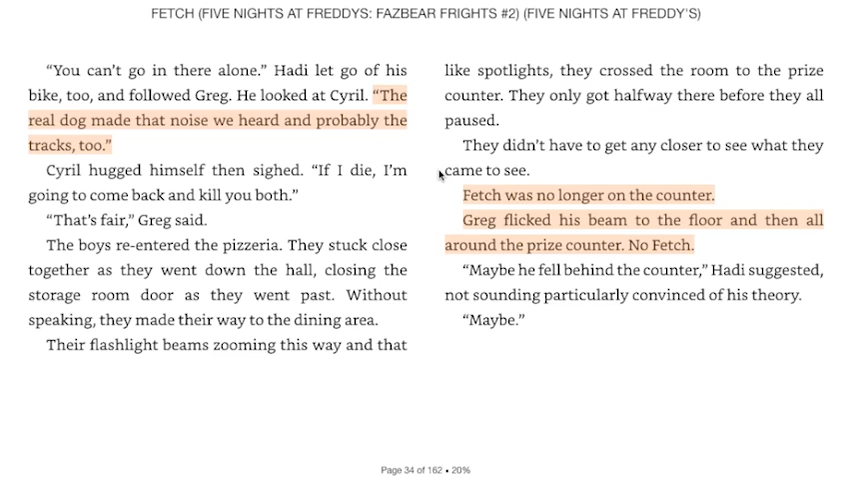 FETCH (FIVE NIGHTS AT FREDDYS: FAZBEAR FRIGHTS #2) (FIVE NIGHTS AT FREDDY'S)
“You can’t go in there alone.” Hadi let go of his
bike, too, and followed Greg. He looked at Cyril. “The
real dog made that noise we heard and probably the
tracks, too.”
Cyril hugged himself then sighed. “If I die, I’m
going to come back and kill you both.”
“That’s fair,” Greg said.
The boys re-entered the pizzeria. They stuck close
together as they went down the hall, closing the
storage room door as they went past. Without
speaking, they made their way to the dining area.
Their flashlight beams zooming this way and that
like spotlights, they crossed the room to the prize
counter. They only got halfway there before they all
paused.
They didn’t have to get any closer to see what they
came to see.
Fetch was no longer on the counter.
Greg flicked his beam to the floor and then all
around the prize counter. No Fetch.
“Maybe he fell behind the counter,” Hadi suggested,
not sounding particularly convinced of his theory.
“Maybe.”
Page 34 of 162 • 20%